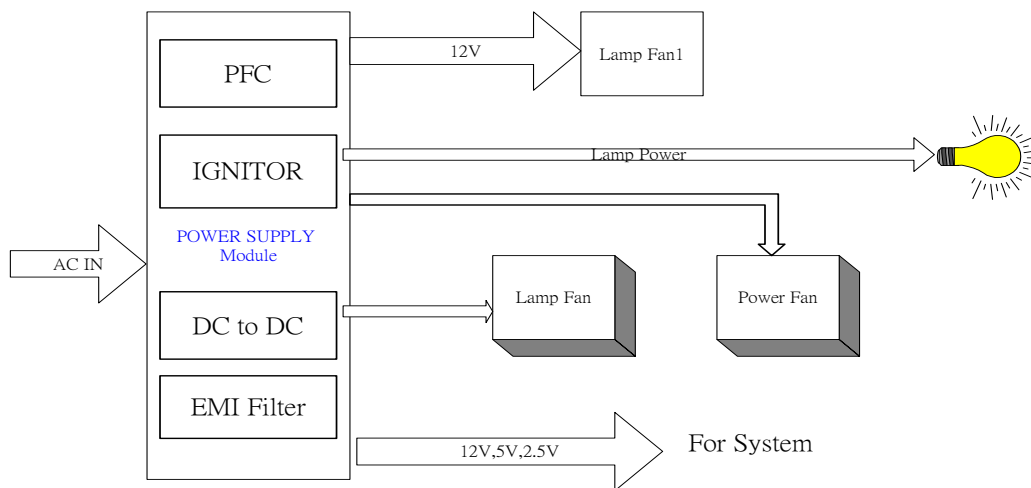 PFC
12V
Lamp Fan1
IGNITOR
Lamp Power
POWER SUPPLY
Module
AC IN
Lamp Fan
Power Fan
DC to DC
EMI Filter
12V,5V,2.5V
For System